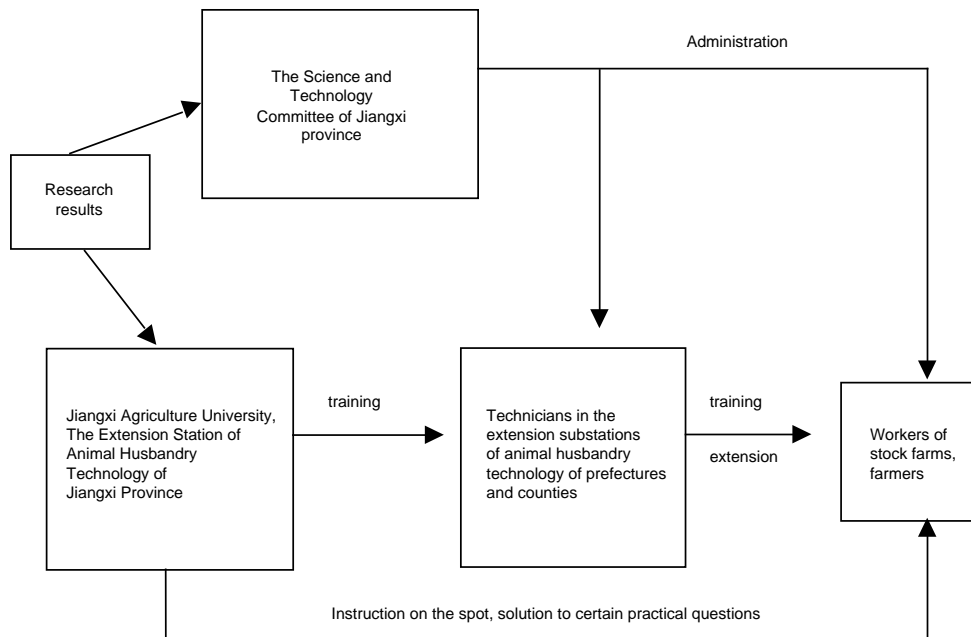 Administration
The Science and
Technology
Committee of Jiangxi
province
Research
results
Jiangxi Agriculture University,
The Extension Station of
Animal Husbandry
Technology of
Jiangxi Province
training
Technicians in the
extension substations
of animal husbandry
technology of prefectures
and counties
training
extension
Workers of
stock farms,
farmers
Instruction on the spot, solution to certain practical questions